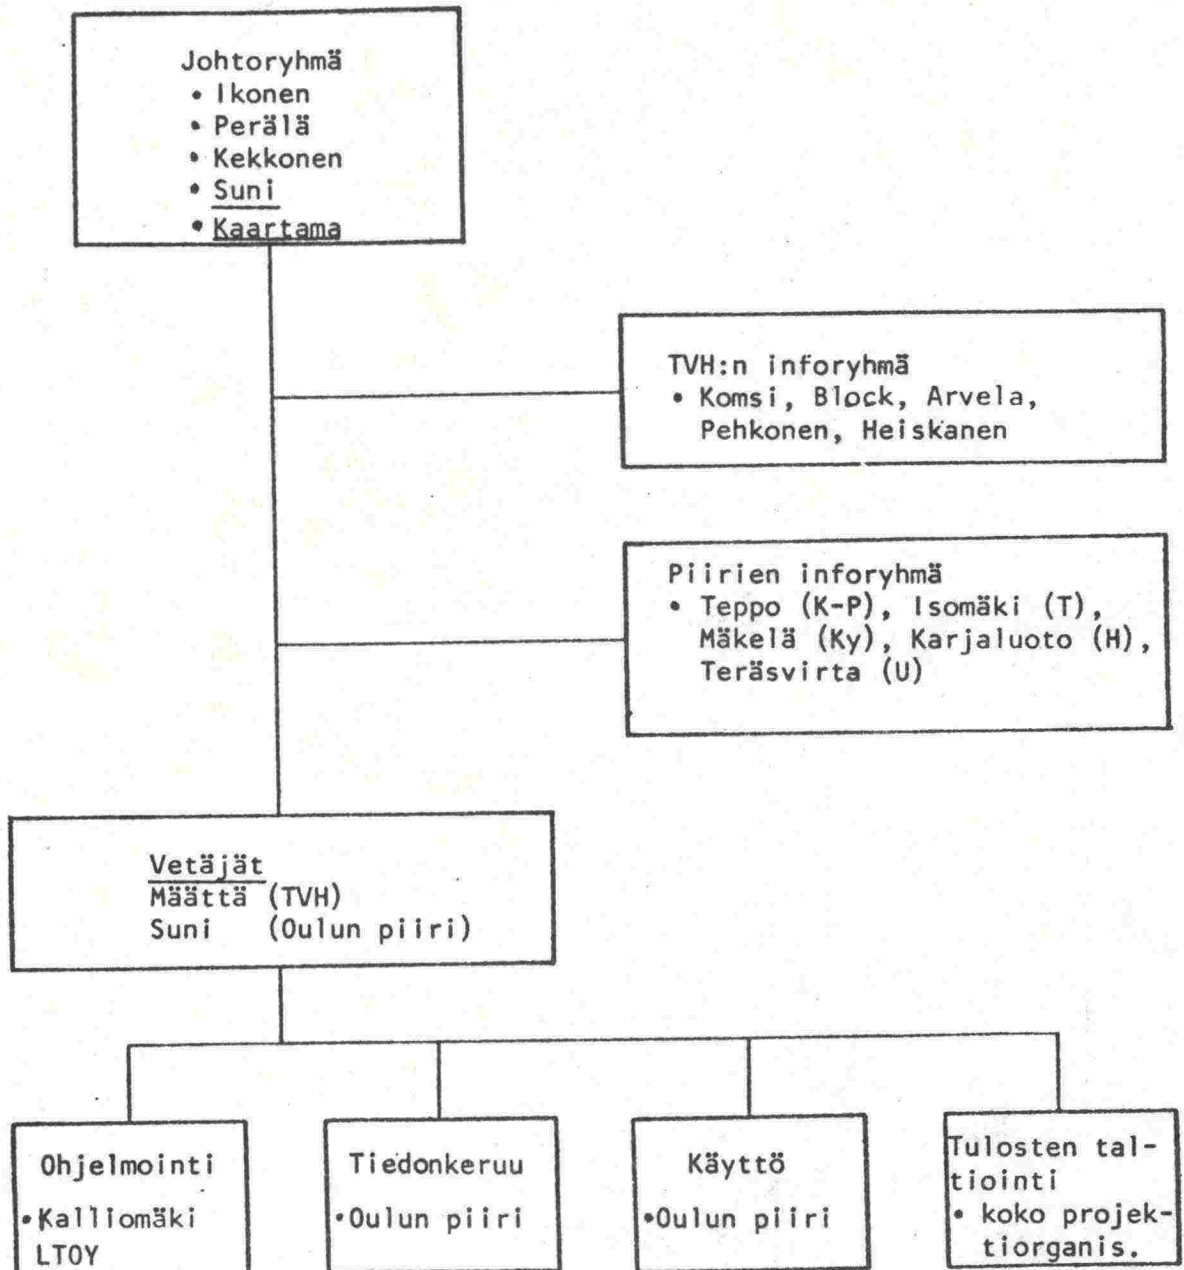 Johtoryhmä
• Ikonen
• Perälä
• Kekkonen
• Suni
• Kaartama
TVH:n inforyhmä
• Komsi, Block, Arvela,
Pehkonen, Heiskanen
Piirien inforyhmä
• Teppo (K-P), Isomäki (T),
Mäkelä (Ky), Karjaluoto (H),
Teräsvirta (U)
Vetäjät
Määttä (TVH)
Suni (Oulun piiri)
Ohjelmointi
• Kalliomäki
LTOY
Tiedonkeruu
• Oulun piiri
Käyttö
• Oulun piiri
Tulosten tal-
tiointi
• koko projek-
tiorganis.